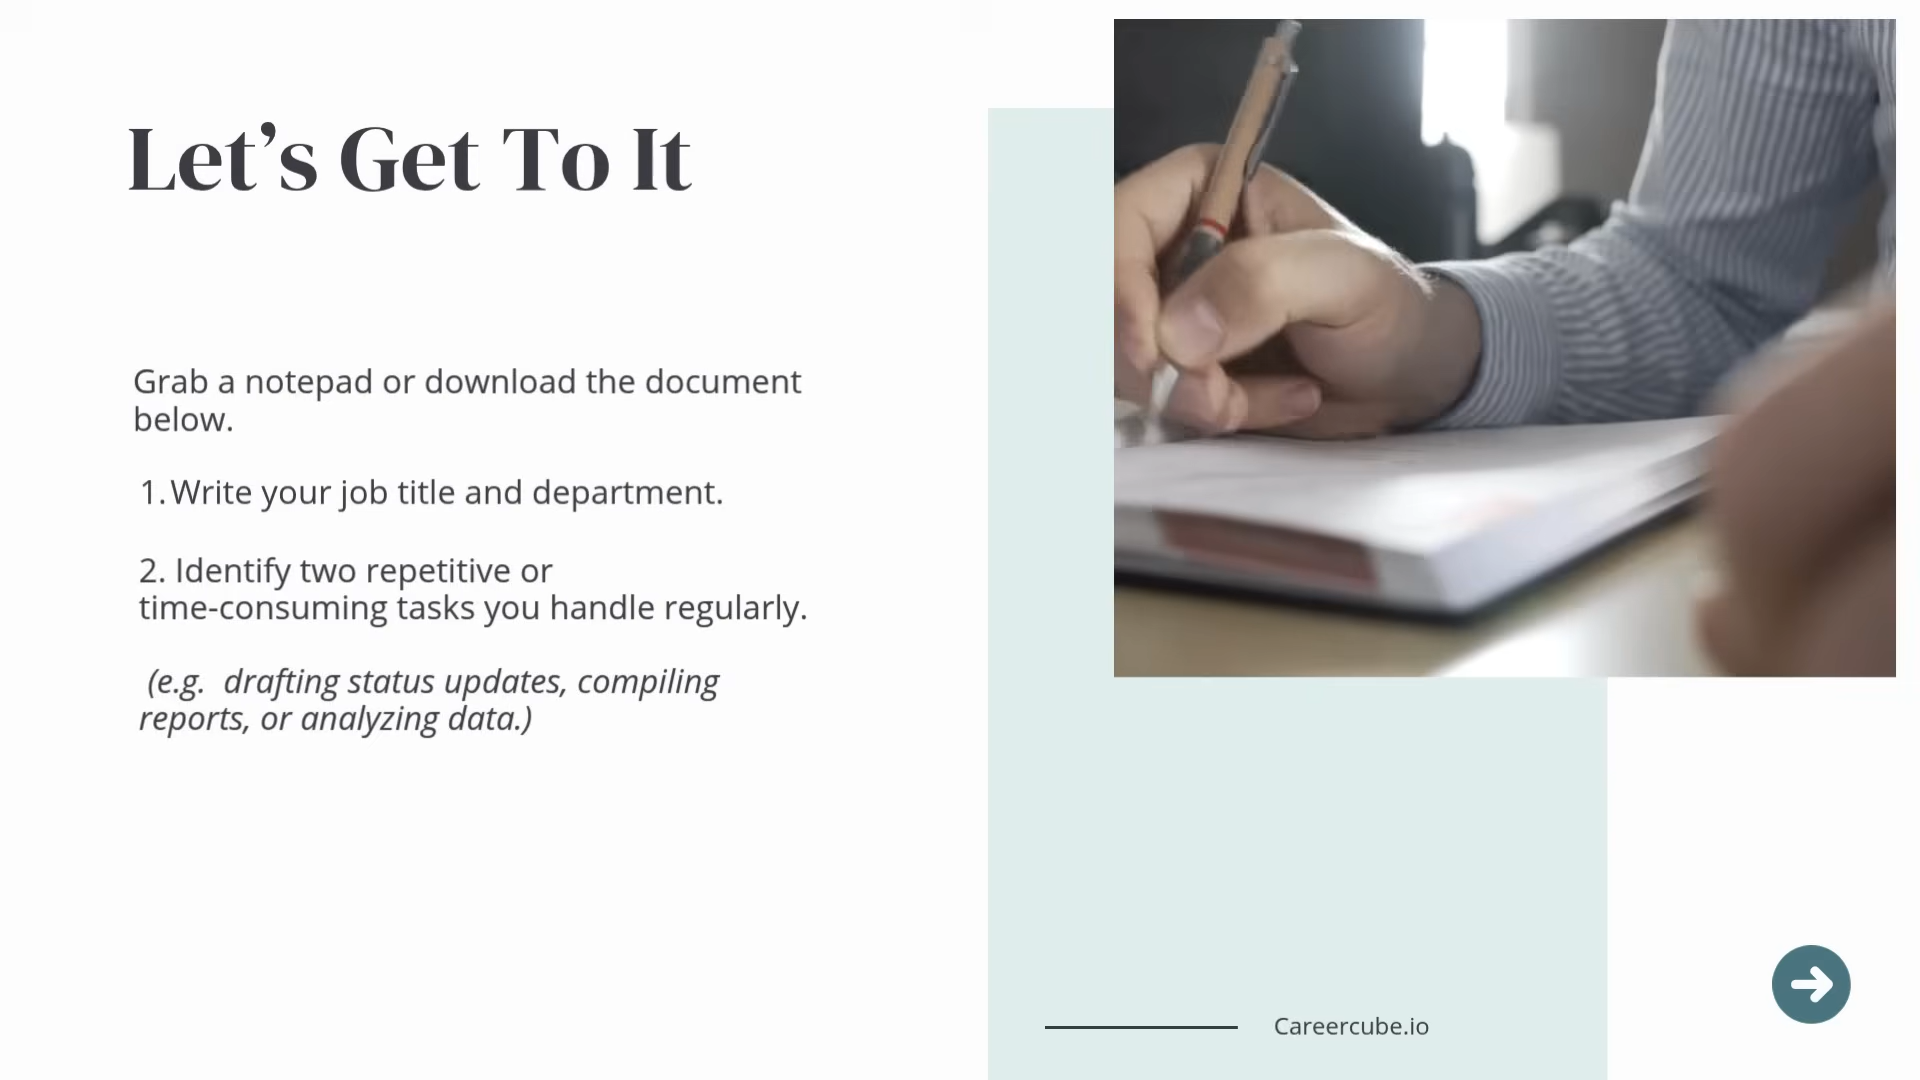 Let’s Get To It
Grab a notepad or download the document
below.
1. Write your job title and department.
2. Identify two repetitive or
time-consuming tasks you handle regularly.
(e.g. drafting status updates, compiling
reports, or analyzing data.)
Careercube.io